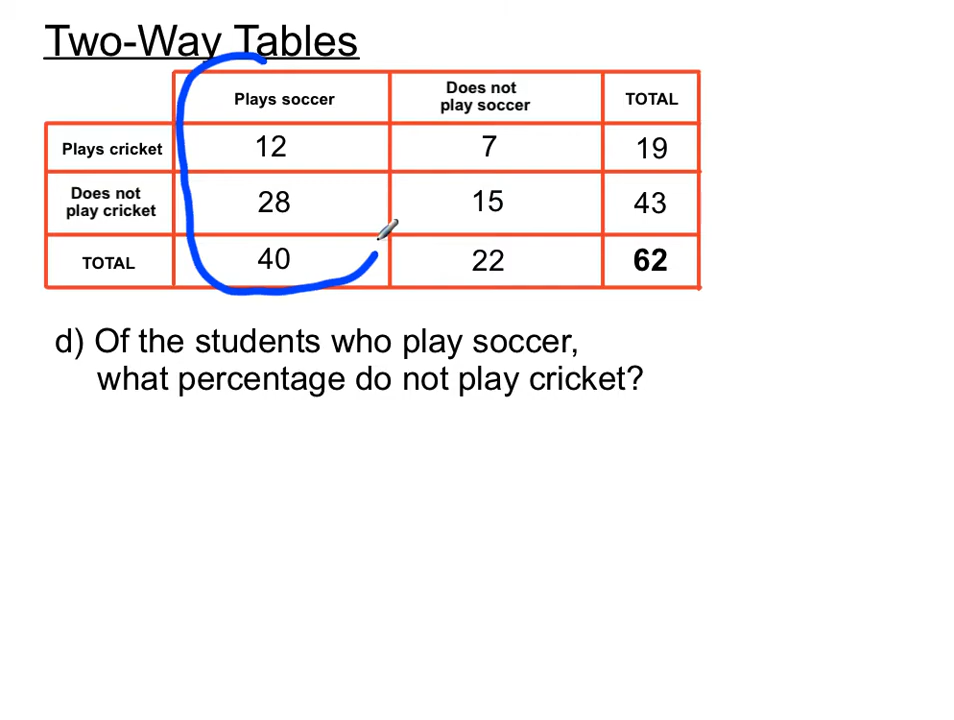 Two-Way Tables
Plays soccer
Does not
play soccer
TOTAL
Plays cricket
12
7
19
Does not
play cricket
28
15
43
TOTAL
40
22
62
d) Of the students who play soccer,
what percentage do not play cricket?